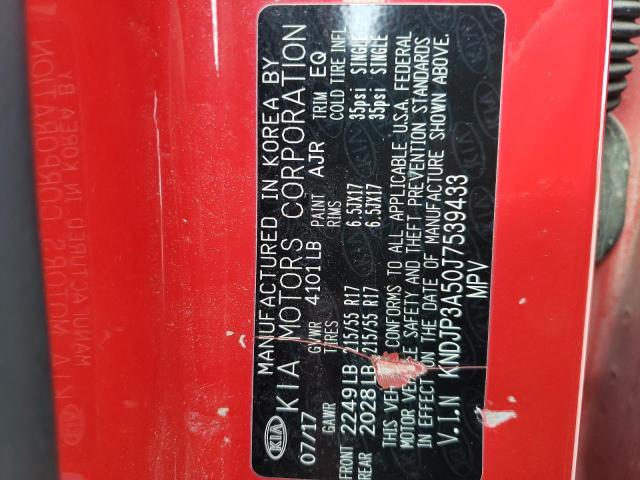 KIA MANUFACTURED IN KOREA BY
KIA MOTORS CORPORATION
07/17 GVWR 4101LB PAINT AJR TRIM EQ
GAWR TIRES RIMS COLD TIRE INFL
FRONT 2249LB 215/55 R17 6.5JX17 35psi SINGLE
REAR 2028LB 215/55 R17 6.5JX17 35psi SINGLE
THIS VEHICLE CONFORMS TO ALL APPLICABLE U.S.A. FEDERAL
MOTOR VEHICLE SAFETY AND THEFT PREVENTION STANDARDS
IN EFFECT ON THE DATE OF MANUFACTURE SHOWN ABOVE.
V.I.N KNDJP3A50J7539433
MPV